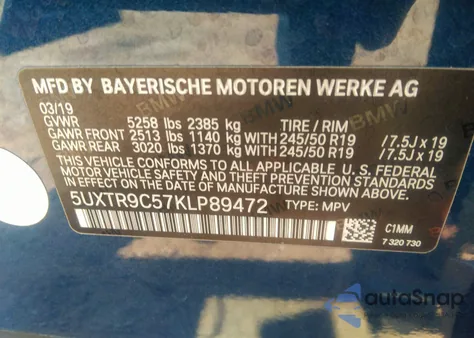 MFD BY BAYERISCHE MOTOREN WERKE AG
03/19
GVWR 5258 lbs 2385 kg TIRE / RIM
GAWR FRONT 2513 lbs 1140 kg WITH 245/50 R19 / 7.5J x 19
GAWR REAR 3020 lbs 1370 kg WITH 245/50 R19 / 7.5J x 19
THIS VEHICLE CONFORMS TO ALL APPLICABLE U.S. FEDERAL
MOTOR VEHICLE SAFETY, BUMPER, AND THEFT PREVENTION
STANDARDS IN EFFECT ON THE DATE OF MANUFACTURE SHOWN ABOVE.
5UXTR9C57KLP89472 TYPE: MPV
C1MM
7 320 730
autoSnap